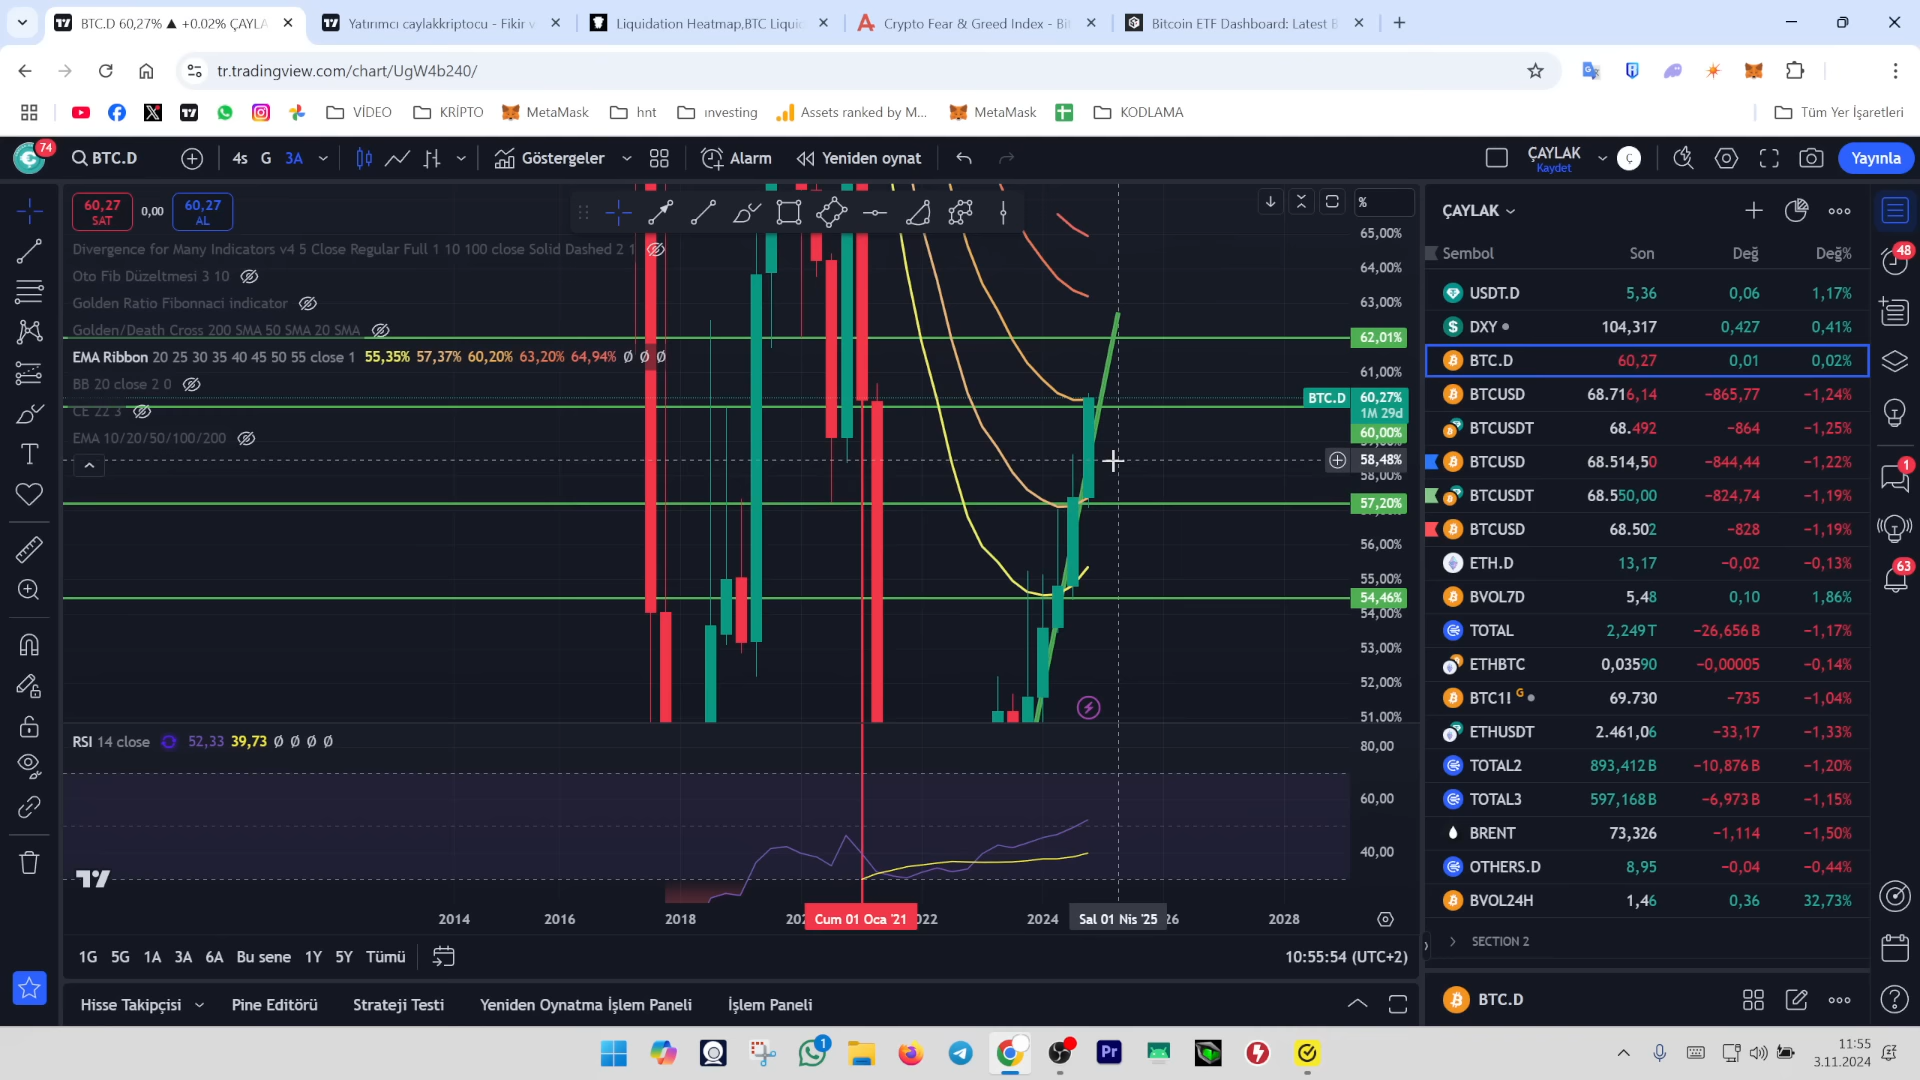 BTC.D 60,27% ▲ +0.02% ÇAYLA
Yatırımcı caylakkriptocu - Fikir v
Liquidation Heatmap,BTC Liquic
Crypto Fear & Greed Index - Bit
Bitcoin ETF Dashboard: Latest B
tr.tradingview.com/chart/UgW4b240/
VİDEO
KRİPTO
MetaMask
hnt
ınvesting
Assets ranked by M...
MetaMask
KODLAMA
Tüm Yer İşaretleri
74
BTC.D
4s
G
3A
Göstergeler
Alarm
Yeniden oynat
ÇAYLAK
Kaydet
Ç
Yayınla
60,27
SAT
0,00
60,27
AL
%
Divergence for Many Indicators v4 5 Close Regular Full 1 10 100 close Solid Dashed 2 1
Oto Fib Düzeltmesi 3 10
Golden Ratio Fibonnaci indicator
Golden/Death Cross 200 SMA 50 SMA 20 SMA
EMA Ribbon 20 25 30 35 40 45 50 55 close 1 55,35% 57,37% 60,20% 63,20% 64,94% Ø Ø Ø
BB 20 close 2 0
CE 22 3
EMA 10/20/50/100/200
65,00%
64,00%
63,00%
62,01%
61,00%
BTC.D 60,27%
1M 29d
60,00%
58,48%
58,00%
57,20%
56,00%
55,00%
54,46%
54,00%
53,00%
52,00%
51,00%
RSI 14 close 52,33 39,73 Ø Ø Ø Ø
80,00
60,00
40,00
2014
2016
2018
Cum 01 Oca '21
2024
Sal 01 Nis '25
2028
1G
5G
1A
3A
6A
Bu sene
1Y
5Y
Tümü
10:55:54 (UTC+2)
Hisse Takipçisi
Pine Editörü
Strateji Testi
Yeniden Oynatma İşlem Paneli
İşlem Paneli
ÇAYLAK
Sembol Son Değ Değ%
USDT.D 5,36 0,06 1,17%
DXY 104,317 0,427 0,41%
BTC.D 60,27 0,01 0,02%
BTCUSD 68.716,14 −865,77 −1,24%
BTCUSDT 68.492 −864 −1,25%
BTCUSD 68.514,50 −844,44 −1,22%
BTCUSDT 68.550,00 −824,74 −1,19%
BTCUSD 68.502 −828 −1,19%
ETH.D 13,17 −0,02 −0,13%
BVOL7D 5,48 0,10 1,86%
TOTAL 2,249 T −26,656 B −1,17%
ETHBTC 0,03590 −0,00005 −0,14%
BTC1! G 69.730 −735 −1,04%
ETHUSDT 2.461,06 −33,17 −1,33%
TOTAL2 893,412 B −10,876 B −1,20%
TOTAL3 597,168 B −6,973 B −1,15%
BRENT 73,326 −1,114 −1,50%
OTHERS.D 8,95 −0,04 −0,44%
BVOL24H 1,46 0,36 32,73%
SECTION 2
BTC.D
48
1
63
1
Pr
11:55
3.11.2024